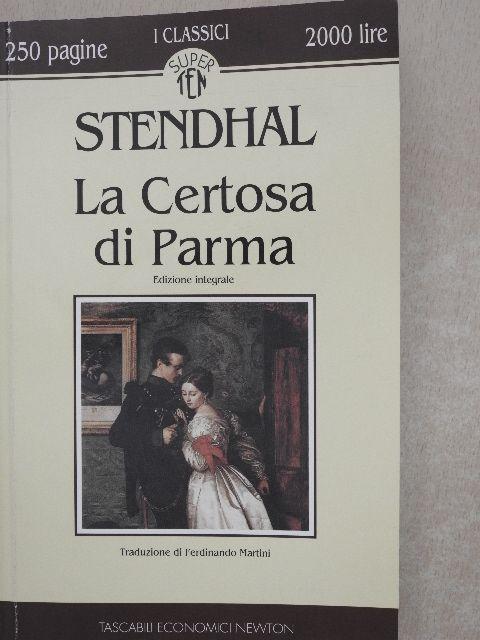 250 pagine
I CLASSICI
2000 lire
SUPER
TEN
STENDHAL
La Certosa
di Parma
Edizione integrale
Traduzione di Ferdinando Martini
TASCABILI ECONOMICI NEWTON